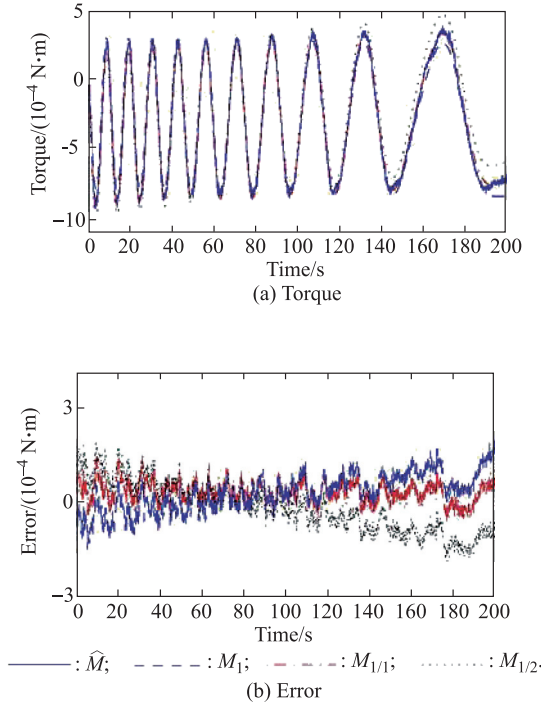 5
0
−5
−10
Torque/(10⁻⁴ N·m)
0 20 40 60 80 100 120 140 160 180 200
Time/s
(a) Torque
3
0
−3
Error/(10⁻⁴ N·m)
0 20 40 60 80 100 120 140 160 180 200
Time/s
: M̂; : M₁; : M₁/₁; : M₁/₂.
(b) Error